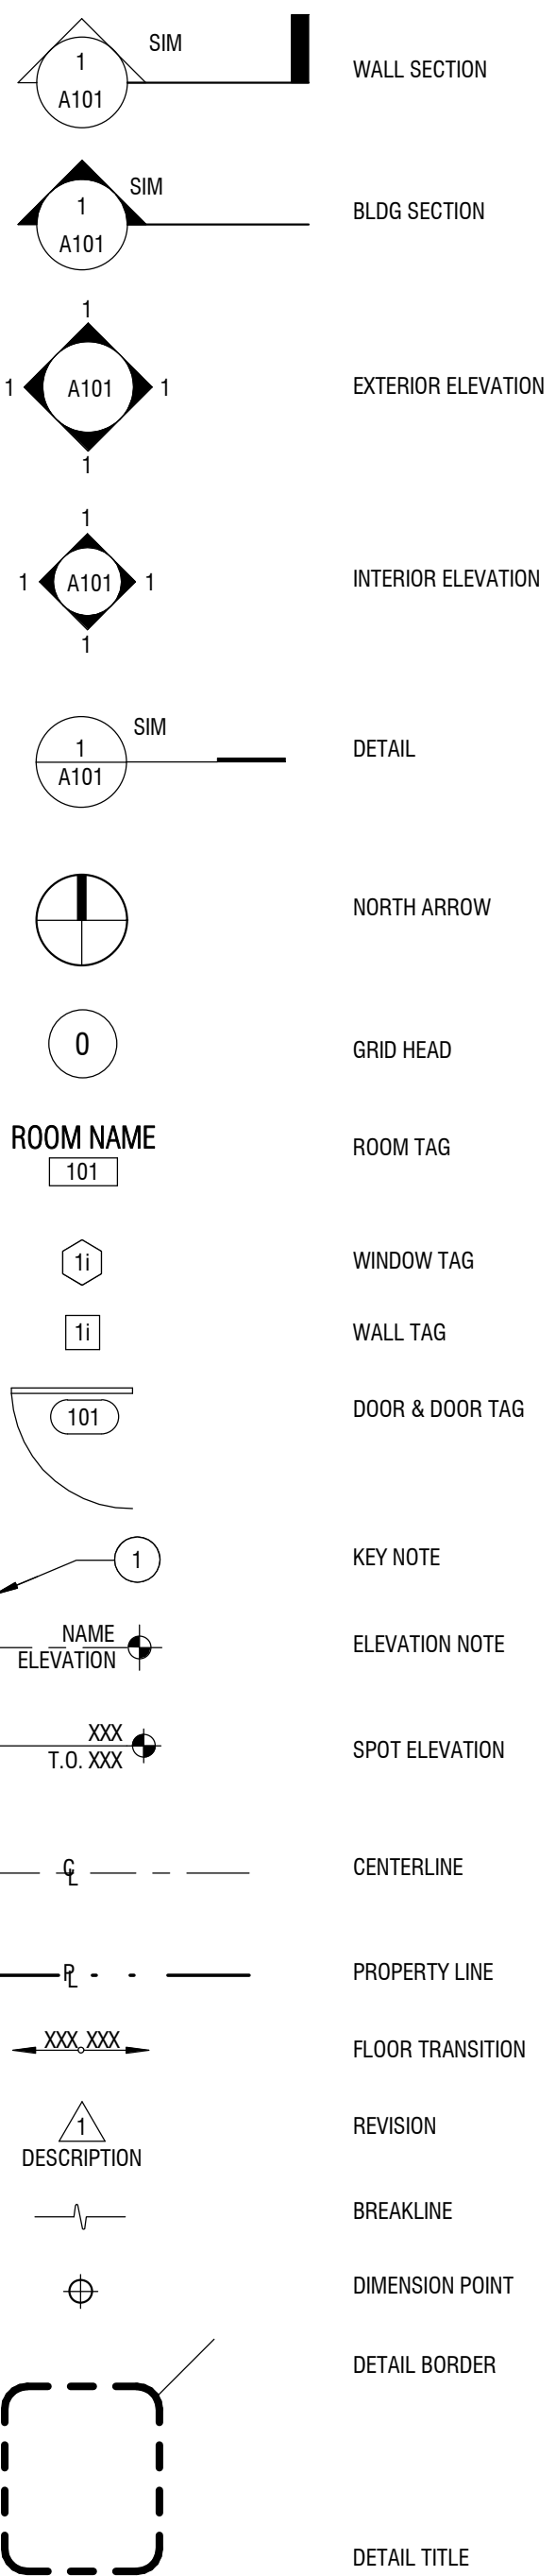 SIM
1
A101
WALL SECTION
SIM
1
A101
BLDG SECTION
1
1 A101 1
1
EXTERIOR ELEVATION
1
1 A101 1
1
INTERIOR ELEVATION
SIM
1
A101
DETAIL
NORTH ARROW
0
GRID HEAD
ROOM NAME
101
ROOM TAG
1i
WINDOW TAG
1i
WALL TAG
101
DOOR & DOOR TAG
1
KEY NOTE
NAME
ELEVATION
ELEVATION NOTE
XXX
T.O. XXX
SPOT ELEVATION
CL
CENTERLINE
PL
PROPERTY LINE
XXX XXX
FLOOR TRANSITION
1
DESCRIPTION
REVISION
BREAKLINE
DIMENSION POINT
DETAIL BORDER
DETAIL TITLE